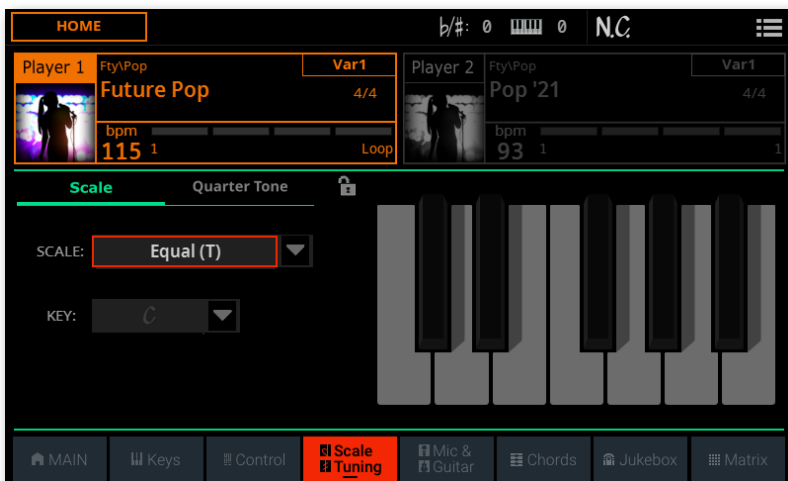 HOME
♭/#: 0
0
N.C.
Player 1
Fty\Pop
Var1
Future Pop
4/4
bpm
115 1
Loop
Player 2
Fty\Pop
Var1
Pop '21
4/4
bpm
93 1
1
Scale
Quarter Tone
SCALE:
Equal (T)
KEY:
C
MAIN
Keys
Control
Scale
Tuning
Mic &
Guitar
Chords
Jukebox
Matrix